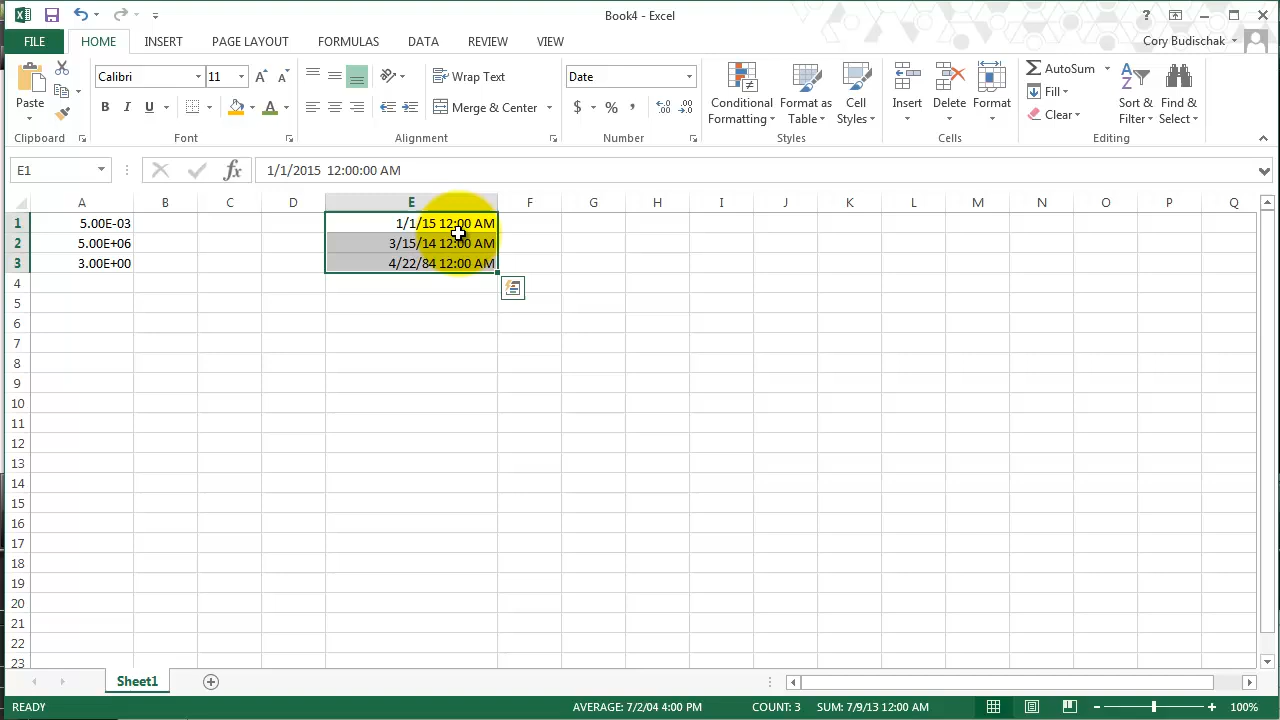 Book4 - Excel
?
FILE HOME INSERT PAGE LAYOUT FORMULAS DATA REVIEW VIEW Cory Budischak
Calibri 11 A A Wrap Text Date AutoSum
Paste B I U A Merge & Center $ % , .00 Conditional Formatting Format as Table Cell Styles Insert Delete Format Fill Clear Sort & Filter Find & Select
Clipboard Font Alignment Number Styles Cells Editing
E1 fx 1/1/2015 12:00:00 AM
A B C D E F G H I J K L M N O P Q
1 5.00E-03 1/1/15 12:00 AM
2 5.00E+06 3/15/14 12:00 AM
3 3.00E+00 4/22/84 12:00 AM
4
5
6
7
8
9
10
11
12
13
14
15
16
17
18
19
20
21
22
23
Sheet1
READY AVERAGE: 7/2/04 4:00 PM COUNT: 3 SUM: 7/9/13 12:00 AM 100%